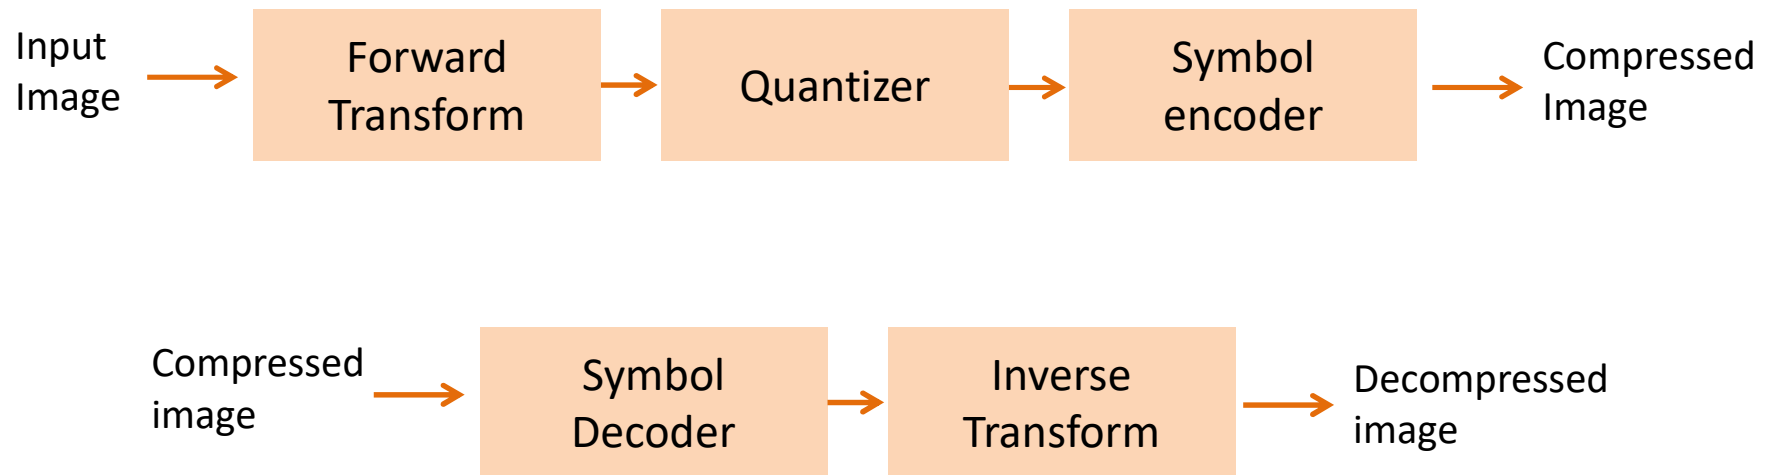 Input
Image
Forward
Transform
Quantizer
Symbol
encoder
Compressed
Image
Compressed
image
Symbol
Decoder
Inverse
Transform
Decompressed
image